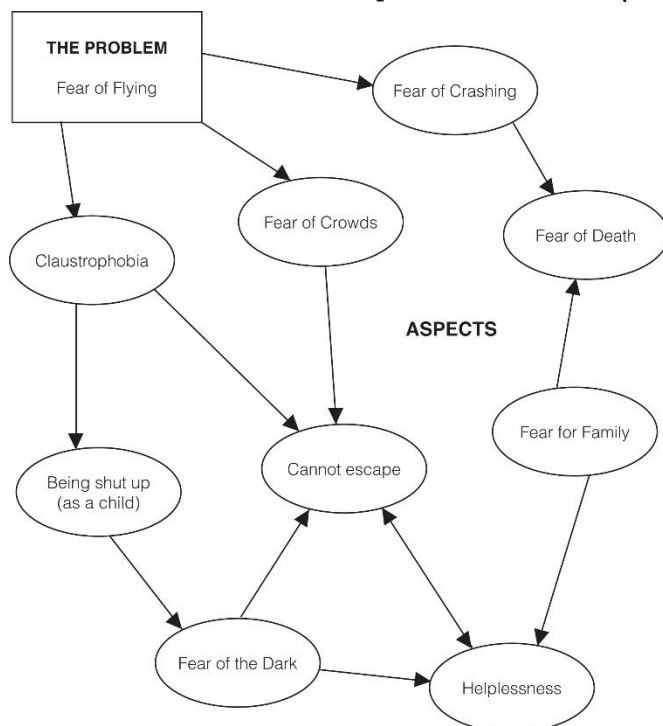 THE PROBLEM
Fear of Flying
Fear of Crashing
Fear of Crowds
Fear of Death
Claustrophobia
ASPECTS
Fear for Family
Cannot escape
Being shut up
(as a child)
Fear of the Dark
Helplessness